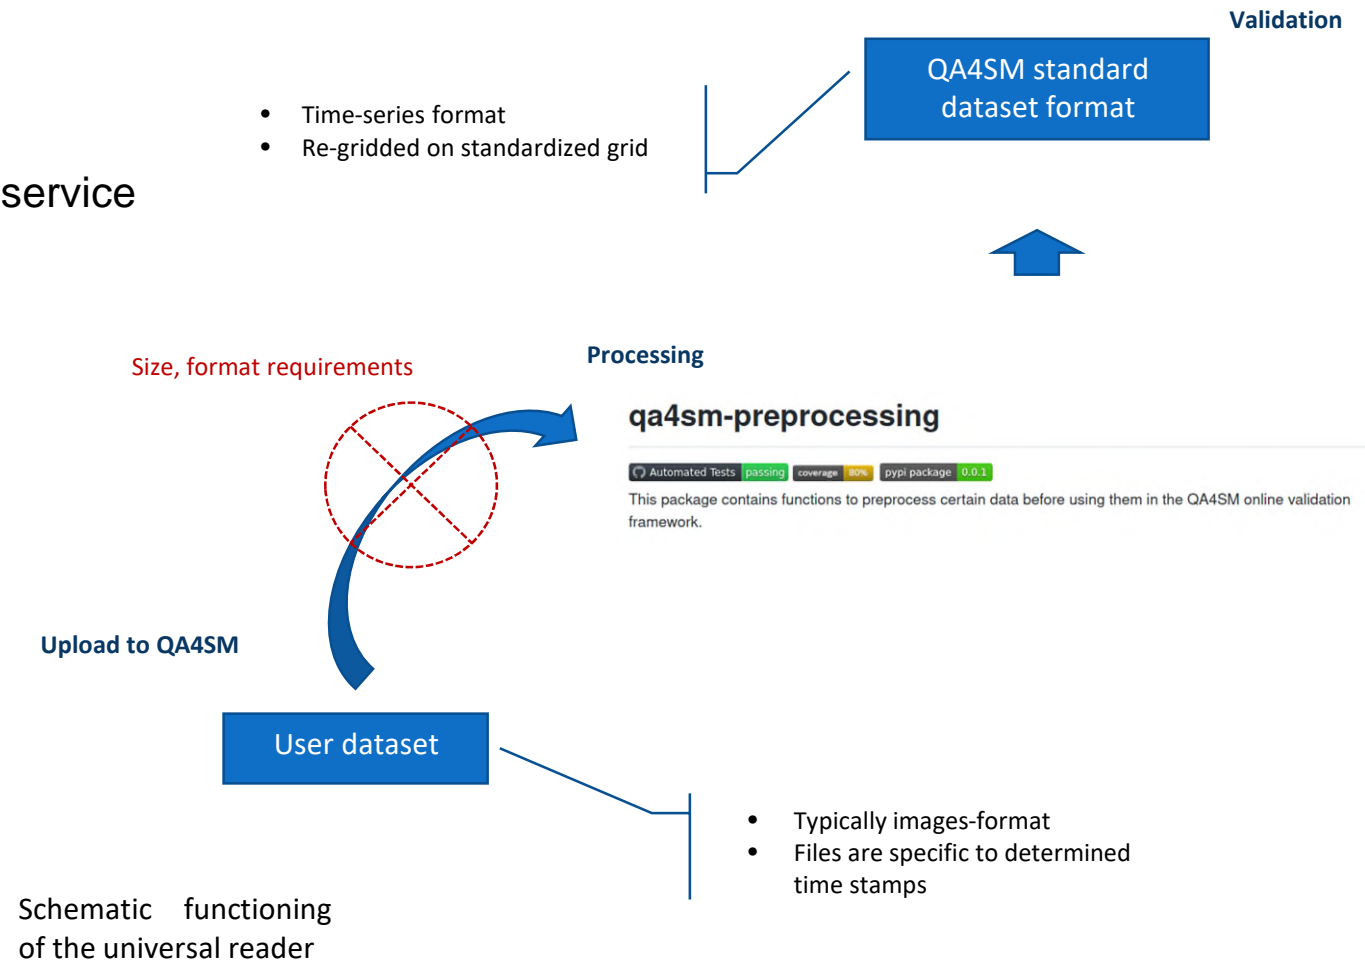 Validation
QA4SM standard
dataset format
• Time-series format
• Re-gridded on standardized grid
service
Size, format requirements
Processing
qa4sm-preprocessing
Automated Tests passing coverage 80% pypi package 0.0.1
This package contains functions to preprocess certain data before using them in the QA4SM online validation
framework.
Upload to QA4SM
User dataset
• Typically images-format
• Files are specific to determined
time stamps
Schematic functioning
of the universal reader